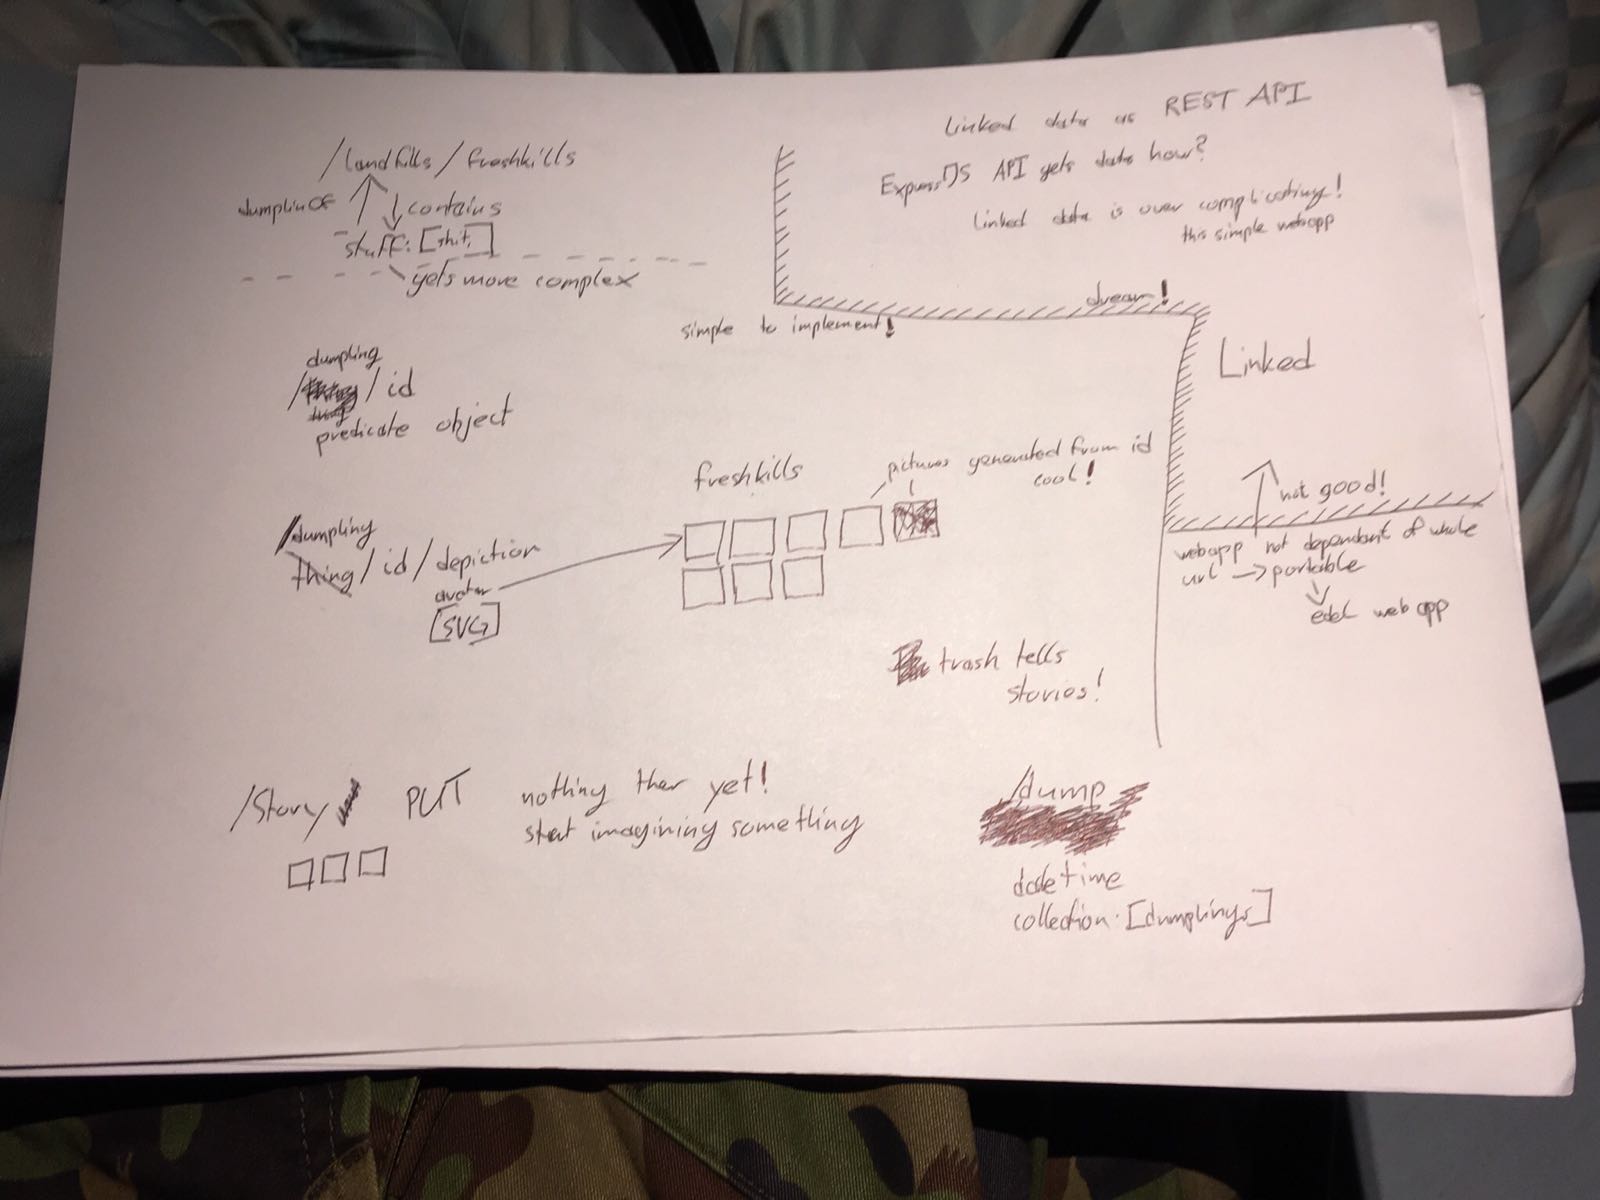 /landfills/freshkills
dumplinOf
contains
stuff: [shit,]
gets more complex
Linked data as REST API
ExpressJS API gets data how?
Linked data is over complicating!
this simple webapp
simple to implement!
dream!
Linked
dumpling
/ / id
predicate object
freshkills
pictures generated from id
cool!
not good!
webapp not dependant of whole
url → portable
edel web app
/dumpling
thing/id/depiction
avatar
[SVG]
trash tells
stories!
/Story/ PUT
nothing ther yet!
start imagining something
/dump
datetime
collection: [dumplings]